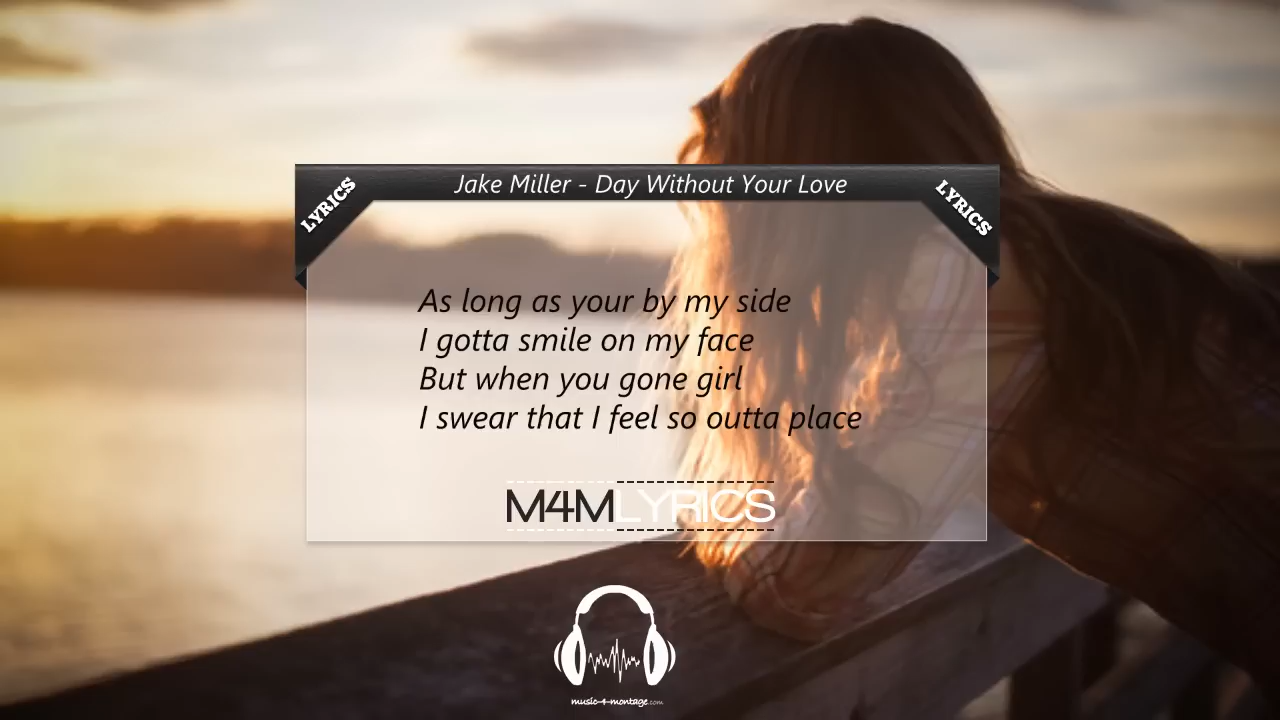 Jake Miller - Day Without Your Love
LYRICS
LYRICS
As long as your by my side
I gotta smile on my face
But when you gone girl
I swear that I feel so outta place
M4MLYRICS
music-4-montage.com